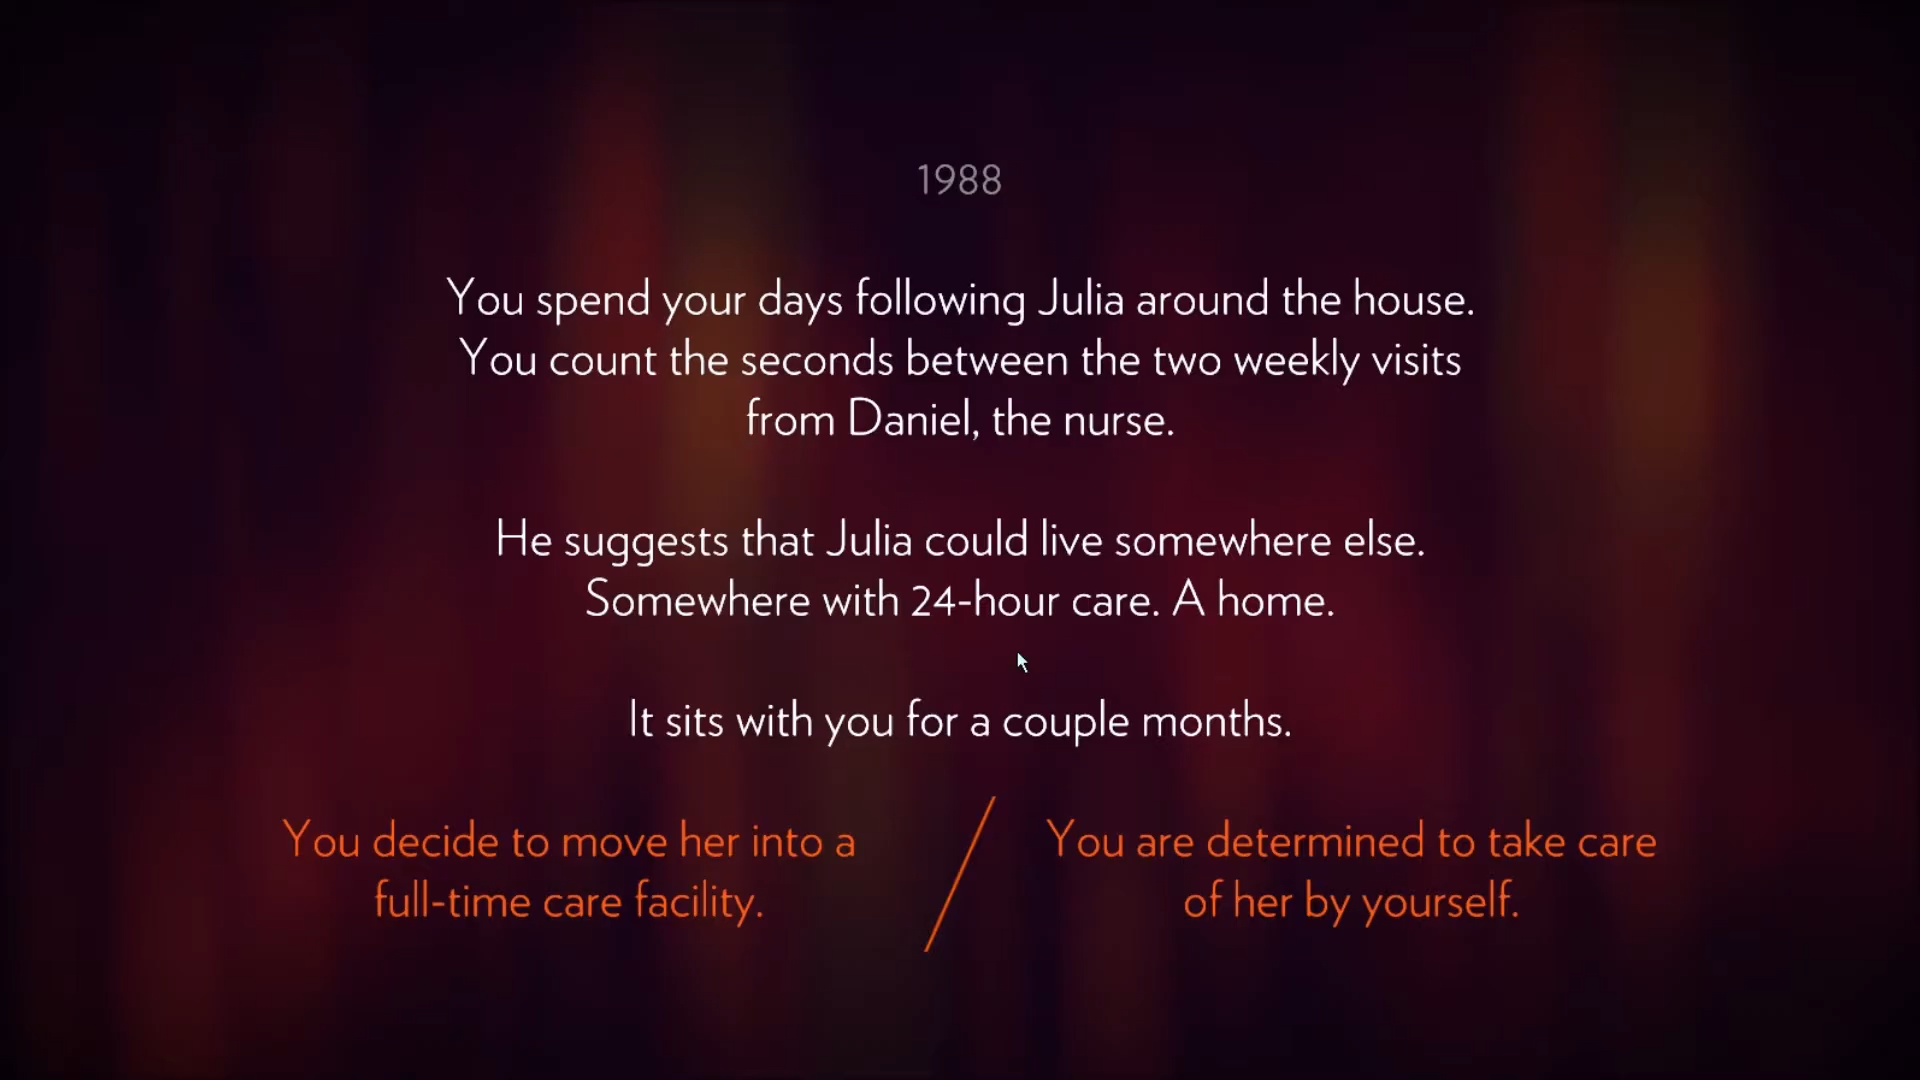 1988
You spend your days following Julia around the house.
You count the seconds between the two weekly visits
from Daniel, the nurse.
He suggests that Julia could live somewhere else.
Somewhere with 24-hour care. A home.
It sits with you for a couple months.
You decide to move her into a
full-time care facility.
You are determined to take care
of her by yourself.